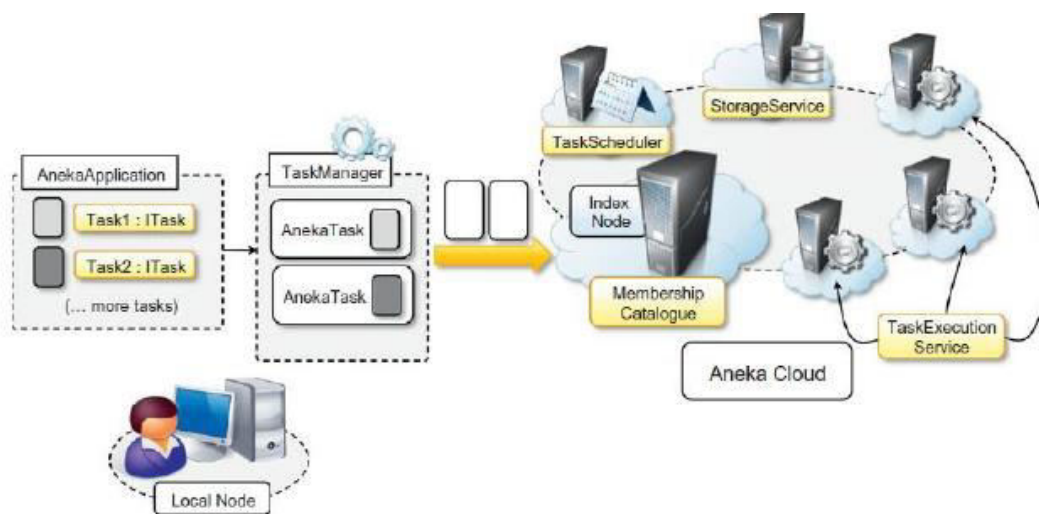 AnekaApplication
Task1 : ITask
Task2 : ITask
(... more tasks)
TaskManager
AnekaTask
AnekaTask
Local Node
TaskScheduler
StorageService
Index
Node
Membership
Catalogue
TaskExecution
Service
Aneka Cloud